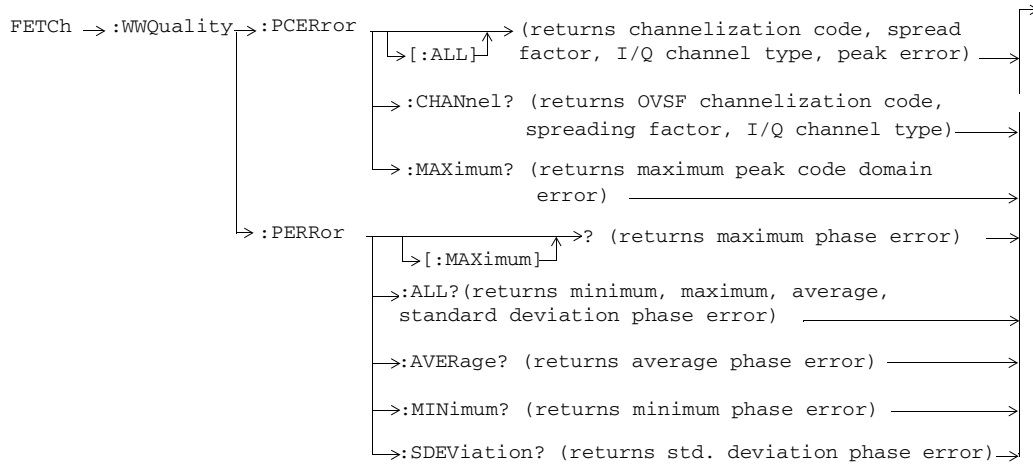 FETCh :WWQuality :PCERror (returns channelization code, spread
[:ALL] factor, I/Q channel type, peak error)
:CHANnel? (returns OVSF channelization code,
spreading factor, I/Q channel type)
:MAXimum? (returns maximum peak code domain
error)
:PERRor ? (returns maximum phase error)
[:MAXimum]
:ALL?(returns minimum, maximum, average,
standard deviation phase error)
:AVERage? (returns average phase error)
:MINimum? (returns minimum phase error)
:SDEViation? (returns std. deviation phase error)